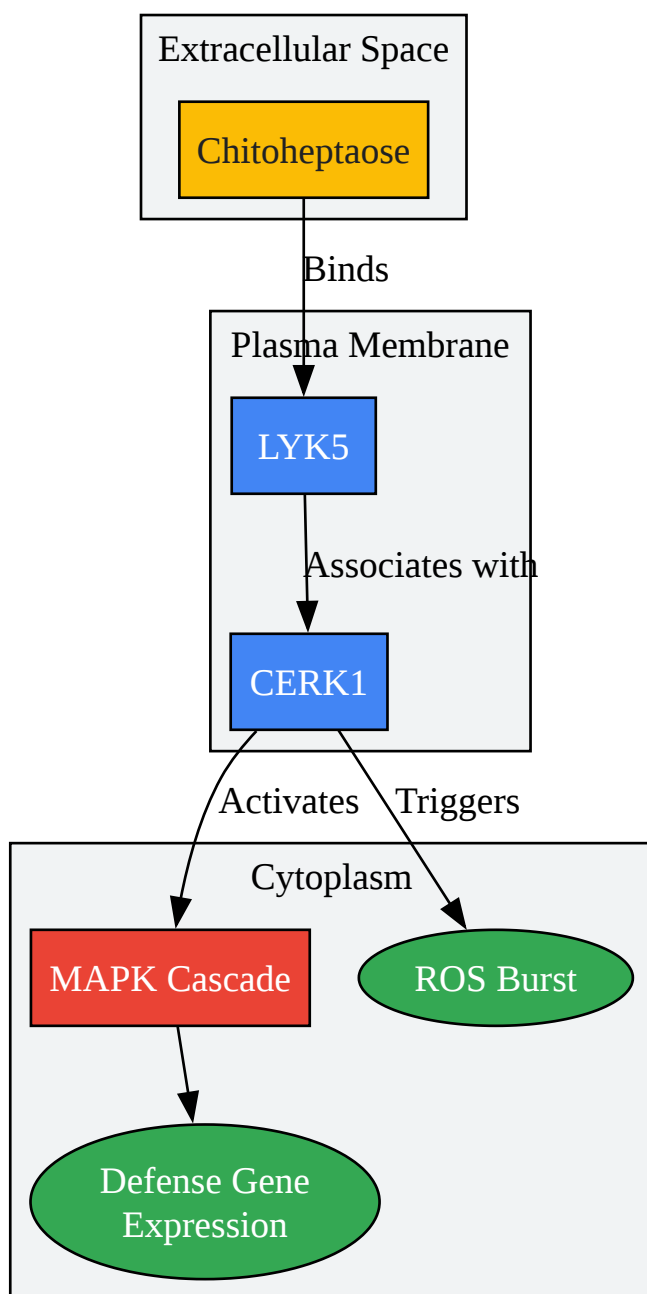 Extracellular Space
Chitoheptaose
Binds
Plasma Membrane
LYK5
Associates with
CERK1
Activates
Triggers
Cytoplasm
MAPK Cascade
ROS Burst
Defense Gene
Expression